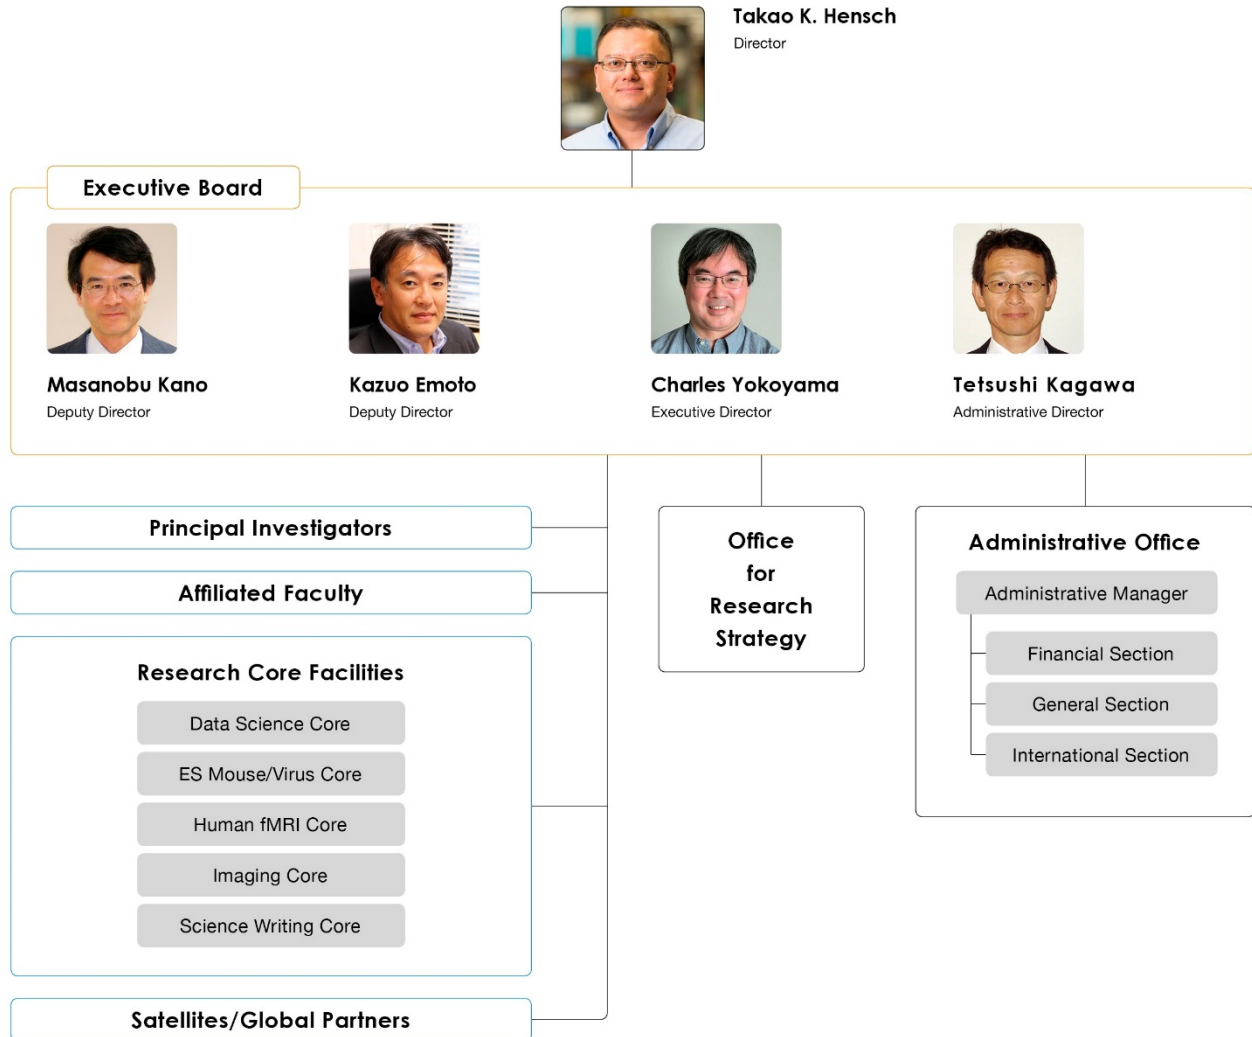 Takao K. Hensch
Director
Executive Board
Masanobu Kano
Deputy Director
Kazuo Emoto
Deputy Director
Charles Yokoyama
Executive Director
Tetsushi Kagawa
Administrative Director
Principal Investigators
Affiliated Faculty
Research Core Facilities
Data Science Core
ES Mouse/Virus Core
Human fMRI Core
Imaging Core
Science Writing Core
Satellites/Global Partners
Office
for
Research
Strategy
Administrative Office
Administrative Manager
Financial Section
General Section
International Section